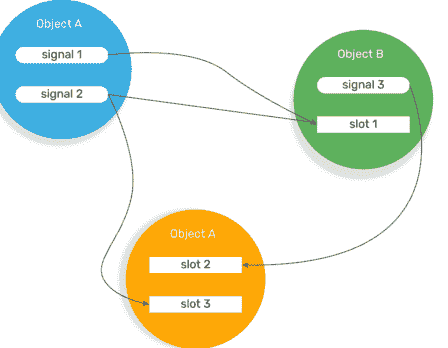 Object A
signal 1
signal 2
Object B
signal 3
slot 1
Object A
slot 2
slot 3